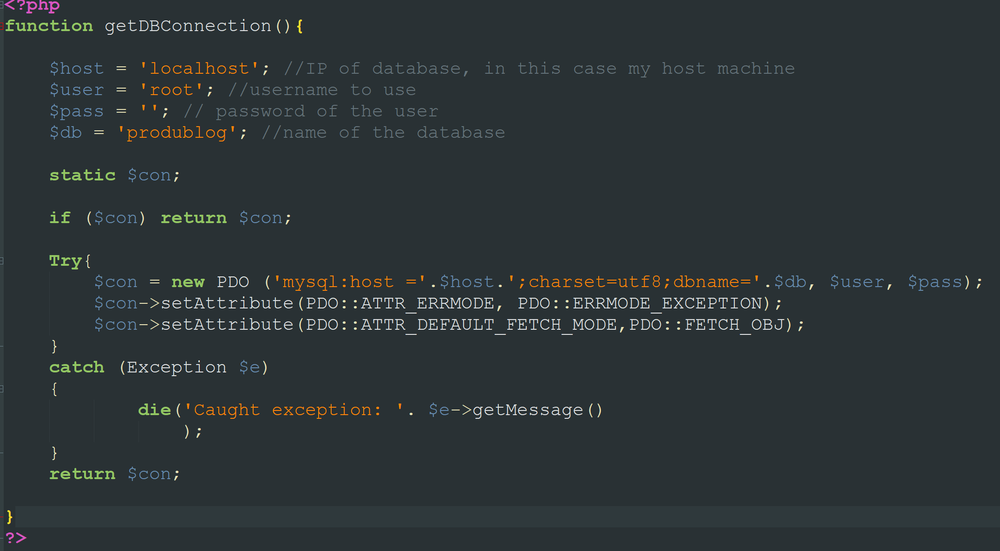 <?php
function getDBConnection(){
$host = 'localhost'; //IP of database, in this case my host machine
$user = 'root'; //username to use
$pass = ''; // password of the user
$db = 'produblog'; //name of the database
static $con;
if ($con) return $con;
Try{
$con = new PDO ('mysql:host ='.$host.';charset=utf8;dbname='.$db, $user, $pass);
$con->setAttribute(PDO::ATTR_ERRMODE, PDO::ERRMODE_EXCEPTION);
$con->setAttribute(PDO::ATTR_DEFAULT_FETCH_MODE,PDO::FETCH_OBJ);
}
catch (Exception $e)
{
die('Caught exception: '. $e->getMessage()
);
}
return $con;
}
?>